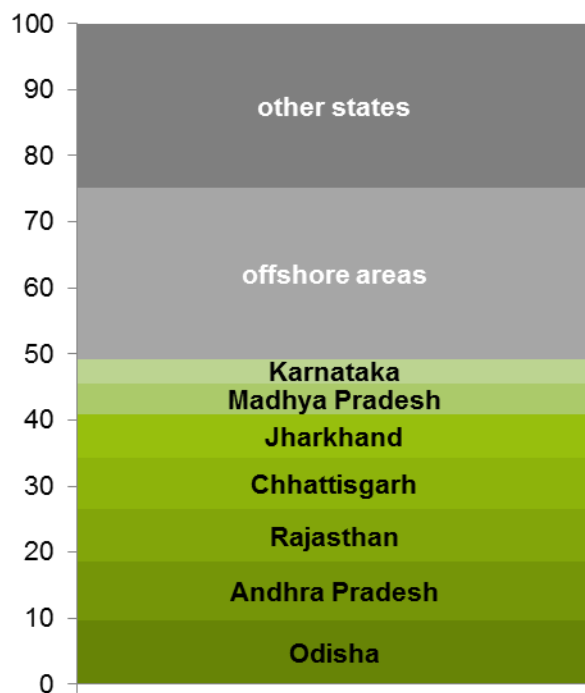 100
90
80
70
60
50
40
30
20
10
0
other states
offshore areas
Karnataka
Madhya Pradesh
Jharkhand
Chhattisgarh
Rajasthan
Andhra Pradesh
Odisha